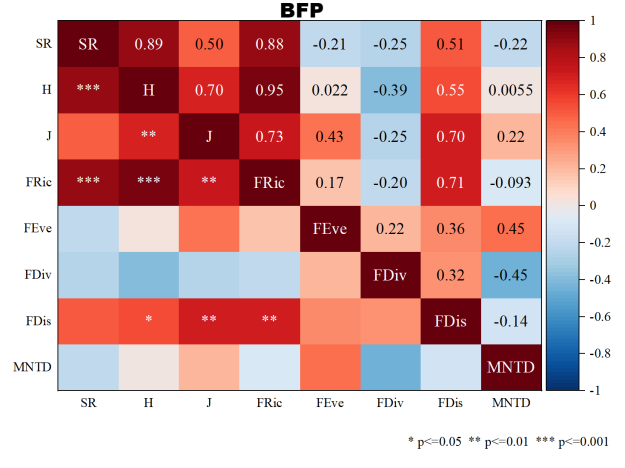 BFP
SR SR 0.89 0.50 0.88 -0.21 -0.25 0.51 -0.22
H *** H 0.70 0.95 0.022 -0.39 0.55 0.0055
J ** J 0.73 0.43 -0.25 0.70 0.22
FRic *** *** ** FRic 0.17 -0.20 0.71 -0.093
FEve FEve 0.22 0.36 0.45
FDiv FDiv 0.32 -0.45
FDis * ** ** FDis -0.14
MNTD MNTD
SR H J FRic FEve FDiv FDis MNTD
1
0.8
0.6
0.4
0.2
0
-0.2
-0.4
-0.6
-0.8
-1
* p<=0.05 ** p<=0.01 *** p<=0.001